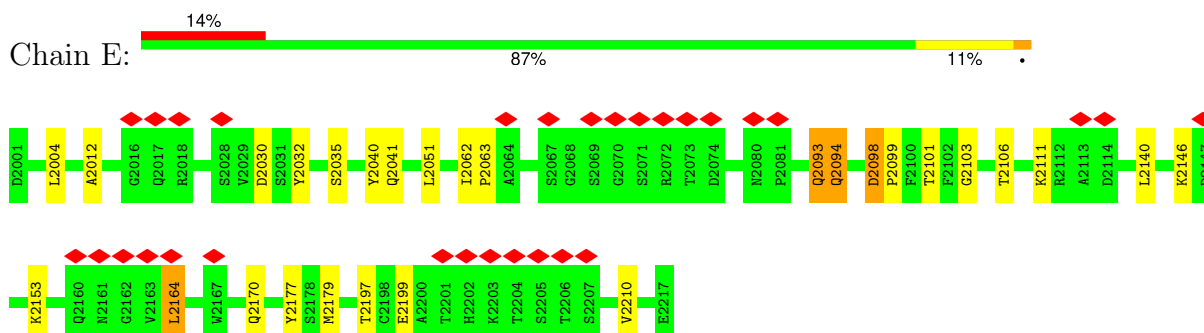 14%
Chain E:
87% 11% •
D2001 L2004 A2012 G2016 Q2017 R2018 S2028 V2029 D2030 S2031 Y2032 S2035 Y2040 Q2041 L2051 I2062 P2063 A2064 S2067 G2068 S2069 G2070 S2071 R2072 T2073 D2074 N2080 P2081 Q2093 Q2094 D2098 P2099 F2100 T2101 F2102 G2103 T2106 K2111 R2112 A2113 D2114 L2140 K2146
K2153 Q2160 N2161 G2162 V2163 L2164 W2167 Q2170 Y2177 S2178 M2179 T2197 C2198 E2199 A2200 T2201 H2202 K2203 T2204 S2205 T2206 S2207 V2210 E2217